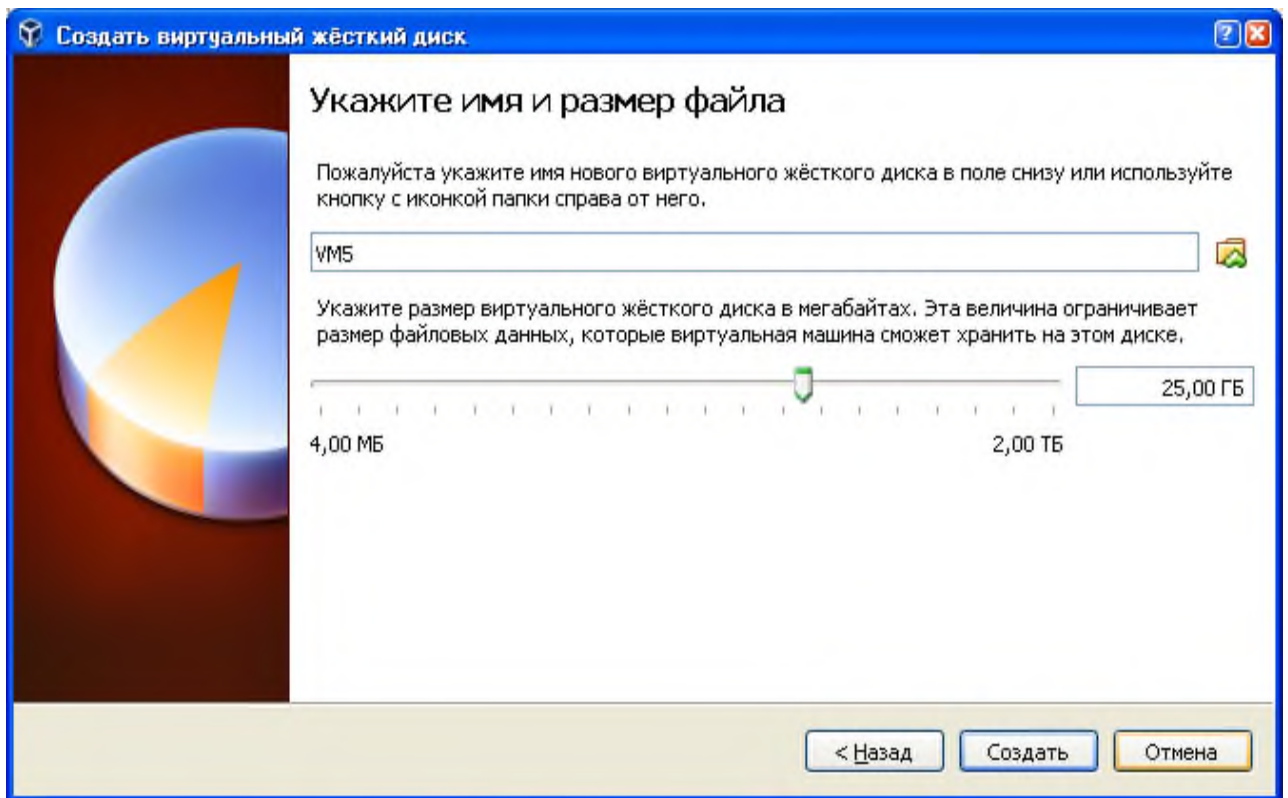 Создать виртуальный жёсткий диск
Укажите имя и размер файла
Пожалуйста укажите имя нового виртуального жёсткого диска в поле снизу или используйте
кнопку с иконкой папки справа от него.
VM5
Укажите размер виртуального жёсткого диска в мегабайтах. Эта величина ограничивает
размер файловых данных, которые виртуальная машина сможет хранить на этом диске.
25,00 ГБ
4,00 МБ 2,00 ТБ
< Назад Создать Отмена